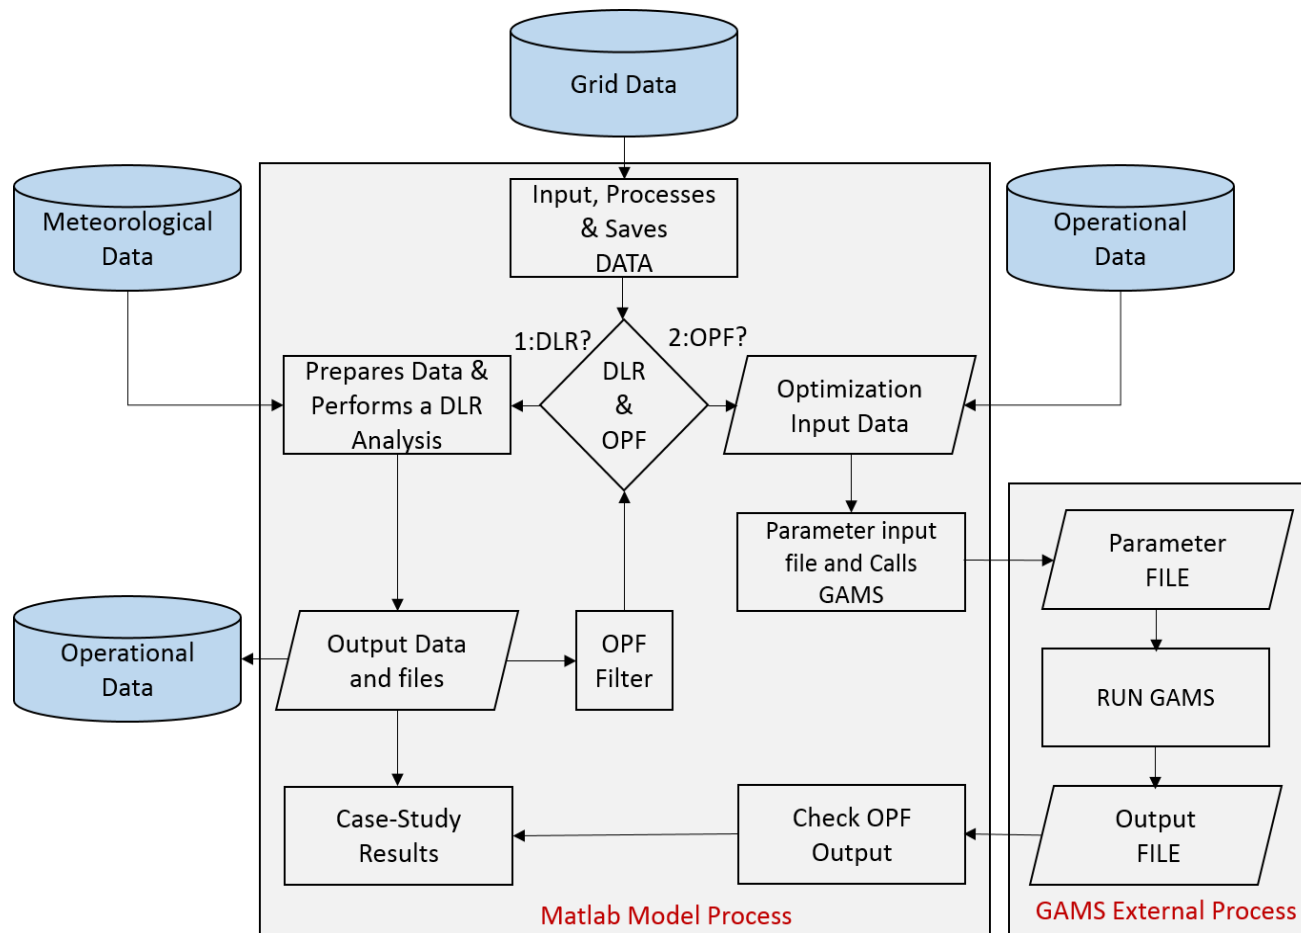 Grid Data
Meteorological
Data
Input, Processes
& Saves
DATA
Operational
Data
1:DLR?
2:OPF?
Prepares Data &
Performs a DLR
Analysis
DLR
&
OPF
Optimization
Input Data
Parameter input
file and Calls
GAMS
Parameter
FILE
Operational
Data
Output Data
and files
OPF
Filter
RUN GAMS
Case-Study
Results
Check OPF
Output
Output
FILE
Matlab Model Process
GAMS External Process